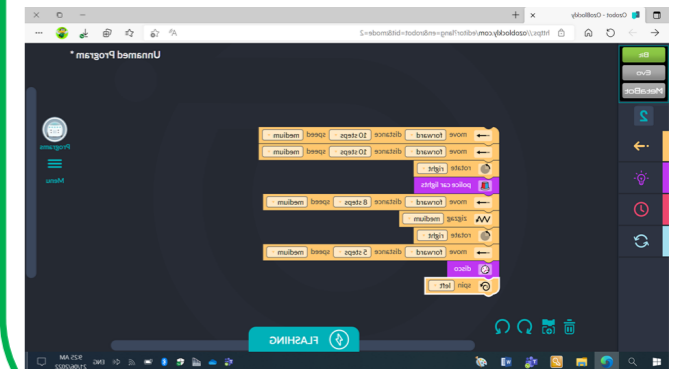 Ozobot - OzoBlockly
https://ozoblockly.com/editor?lang=en&robot=bit&mode=2
Bit
Evo
MetaBot
2
Unnamed Program *
Programs
Menu
move forward distance 10 steps speed medium
move forward distance 10 steps speed medium
rotate right
police car lights
move forward distance 8 steps speed medium
zigzag medium
rotate right
move forward distance 5 steps speed medium
disco
spin left
FLASHING
ENG
9:25 AM
21/06/2022